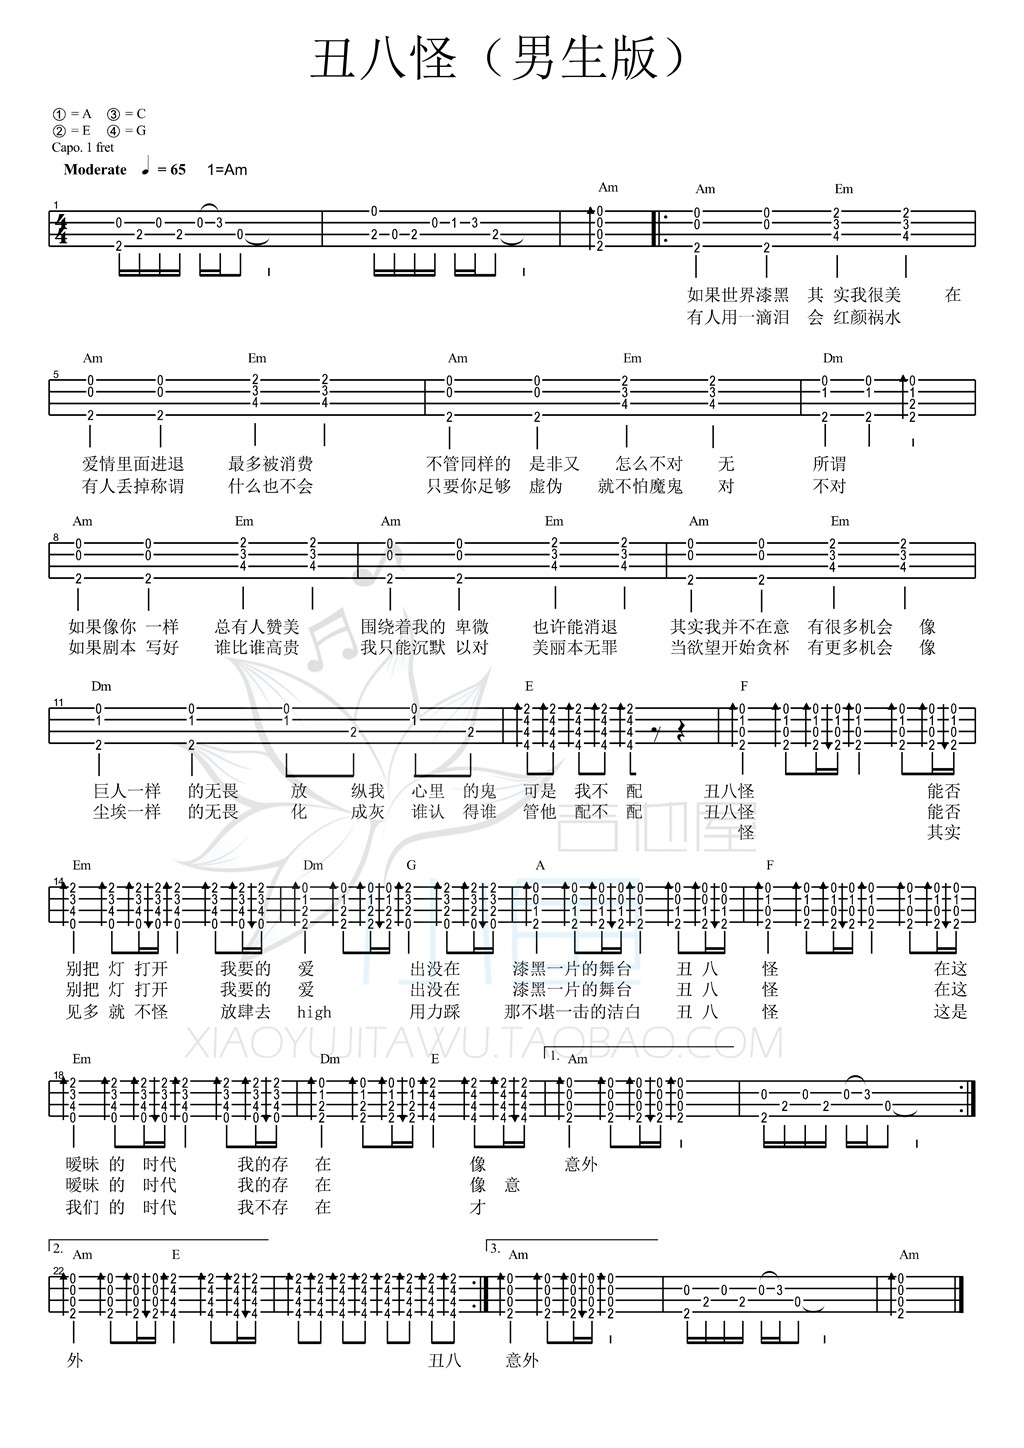 丑八怪（男生版）
① = A ③ = C
② = E ④ = G
Capo. 1 fret
Moderate ♩ = 65 1=Am
Am Am Em
如果世界漆黑 其 实我很美 在
有人用一滴泪 会 红颜祸水
Am Em Am Em Dm
爱情里面进退 最多被消费 不管同样的 是非又 怎么不对 无 所谓
有人丢掉称谓 什么也不会 只要你足够 虚伪 就不怕魔鬼 对 不对
Am Em Am Em Am Em
如果像你 一样 总有人赞美 围绕着我的 卑微 也许能消退 其实我并不在意 有很多机会 像
如果剧本 写好 谁比谁高贵 我只能沉默 以对 美丽本无罪 当欲望开始贪杯 有更多机会 像
Dm E F
巨人一样 的无畏 放 纵我 心里 的鬼 可是 我不 配 丑八怪 能否
尘埃一样 的无畏 化 成灰 谁认 得谁 管他 配不 配 丑八怪 能否
怪 其实
Em Dm G A F
别把 灯 打开 我要的 爱 出没在 漆黑一片的舞台 丑 八 怪 在这
别把 灯 打开 我要的 爱 出没在 漆黑一片的舞台 丑 八 怪 在这
见多 就 不怪 放肆去 high 用力踩 那不堪一击的洁白 丑 八 怪 这是
XIAOYUJITAWU.TAOBAO.COM
Em Dm E 1. Am
暧昧 的 时代 我的存 在 像 意外
暧昧 的 时代 我的存 在 像 意
我们 的 时代 我不存 在 才
2. Am E 3. Am Am
外 丑八 意外